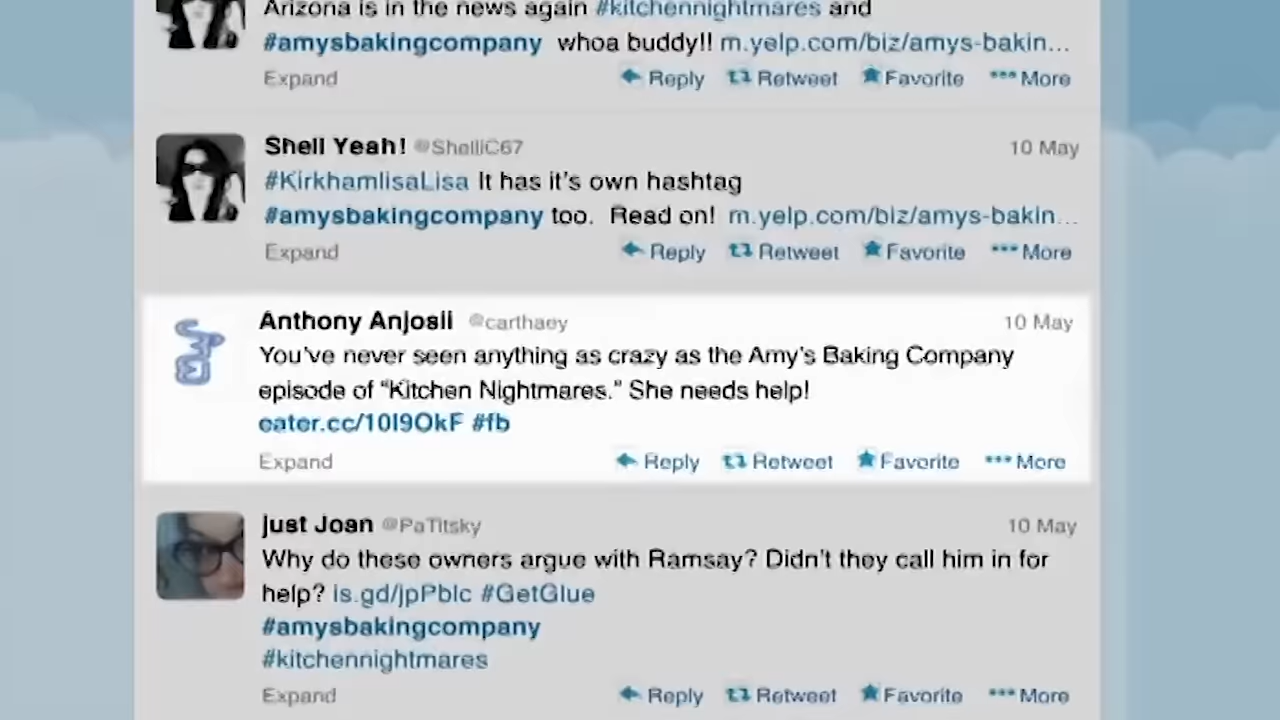 Arizona is in the news again #kitchennightmares and
#amysbakingcompany whoa buddy!! m.yelp.com/biz/amys-bakin...
Expand Reply Retweet Favorite More
Shell Yeah! @ShelliC67 10 May
#KirkhamlisaLisa It has it's own hashtag
#amysbakingcompany too. Read on! m.yelp.com/biz/amys-bakin...
Expand Reply Retweet Favorite More
Anthony Anjosii @carthaey 10 May
You've never seen anything as crazy as the Amy's Baking Company
episode of “Kitchen Nightmares.” She needs help!
eater.cc/10I9OkF #fb
Expand Reply Retweet Favorite More
just Joan @PaTitsky 10 May
Why do these owners argue with Ramsay? Didn't they call him in for
help? is.gd/jpPblc #GetGlue
#amysbakingcompany
#kitchennightmares
Expand Reply Retweet Favorite More